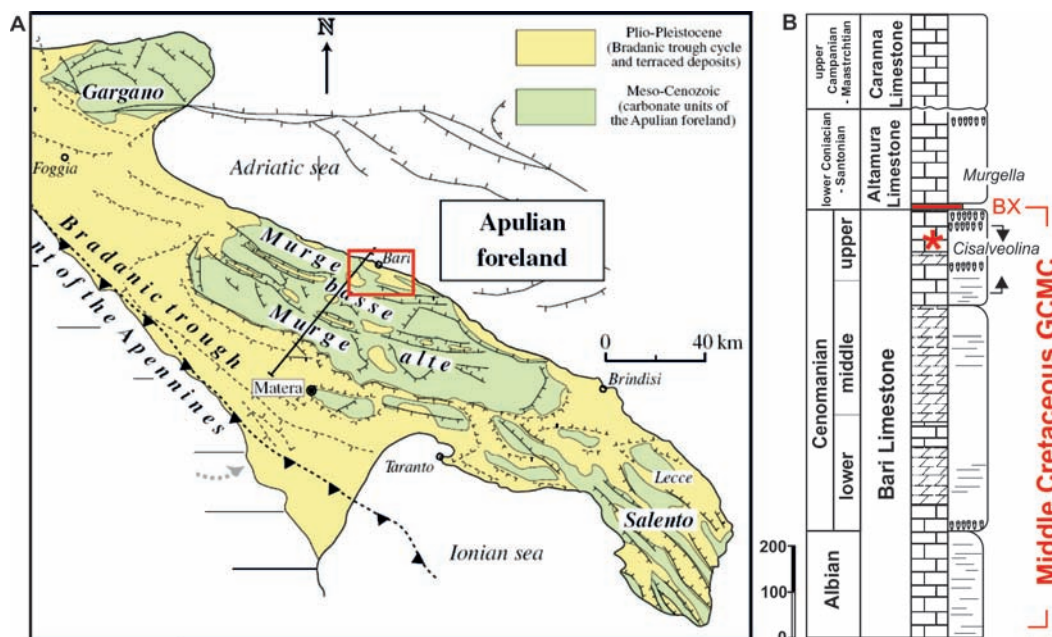 A
N
Plio-Pleistocene
(Bradanic trough cycle
and terraced deposits)
Meso-Cenozoic
(carbonate units of
the Apulian foreland)
Gargano
Foggia
Adriatic sea
Apulian
foreland
Bari
Murge
basse
Murge alte
Bradanic trough
nt of the Apennines
Matera
0 40 km
Brindisi
Taranto
Lecce
Salento
Ionian sea
B
upper
Campanian
- Maastrchtian
Caranna
Limestone
lower Coniacian
- Santonian
Altamura
Limestone
Murgella
BX
Cisalveolina
Cenomanian
upper
middle
lower
Bari Limestone
Albian
200
100
0
Middle Cretaceous GCMC